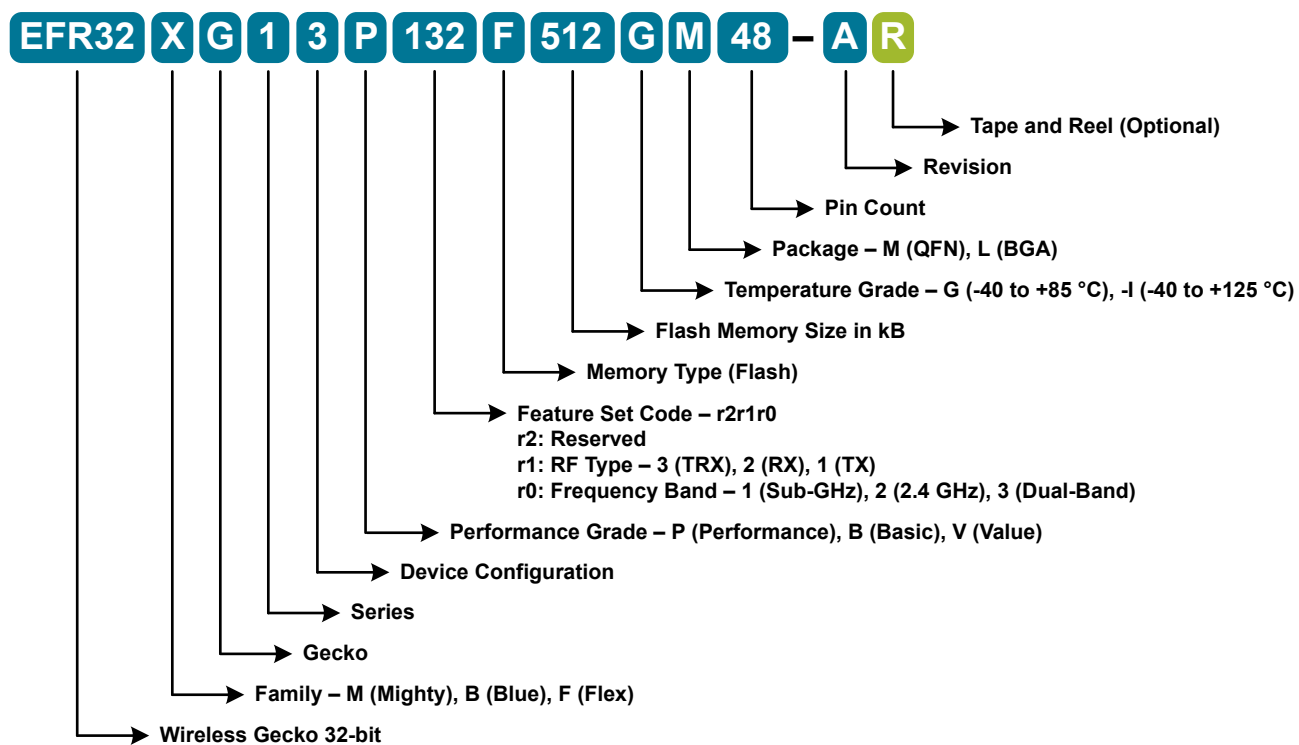 EFR32 X G 1 3 P 132 F 512 G M 48 – A R
Tape and Reel (Optional)
Revision
Pin Count
Package – M (QFN), L (BGA)
Temperature Grade – G (-40 to +85 °C), -I (-40 to +125 °C)
Flash Memory Size in kB
Memory Type (Flash)
Feature Set Code – r2r1r0
r2: Reserved
r1: RF Type – 3 (TRX), 2 (RX), 1 (TX)
r0: Frequency Band – 1 (Sub-GHz), 2 (2.4 GHz), 3 (Dual-Band)
Performance Grade – P (Performance), B (Basic), V (Value)
Device Configuration
Series
Gecko
Family – M (Mighty), B (Blue), F (Flex)
Wireless Gecko 32-bit